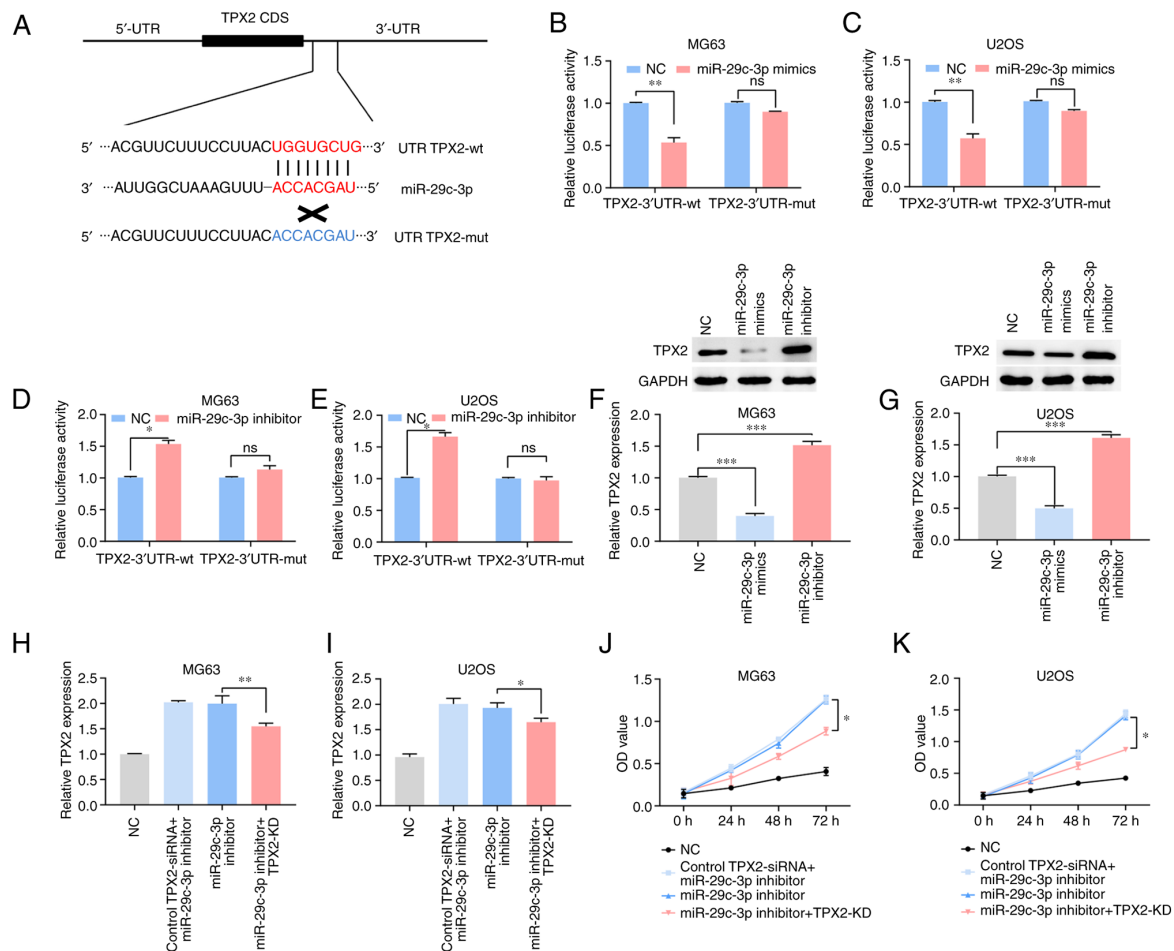 A
5′-UTR
TPX2 CDS
3′-UTR
5′ ···ACGUUCUUUCCUUACUGGUGCUG···3′ UTR TPX2-wt
3′ ···AUUGGCUAAAGUUU–ACCACGAU···5′ miR-29c-3p
5′ ···ACGUUCUUUCCUUACACCACGAU···3′ UTR TPX2-mut
B
MG63
NC
miR-29c-3p mimics
Relative luciferase activity
1.5
1.0
0.5
0.0
**
ns
TPX2-3′UTR-wt TPX2-3′UTR-mut
C
U2OS
NC
miR-29c-3p mimics
Relative luciferase activity
1.5
1.0
0.5
0.0
**
ns
TPX2-3′UTR-wt TPX2-3′UTR-mut
D
MG63
NC
miR-29c-3p inhibitor
Relative luciferase activity
2.0
1.5
1.0
0.5
0.0
*
ns
TPX2-3′UTR-wt TPX2-3′UTR-mut
E
U2OS
NC
miR-29c-3p inhibitor
Relative luciferase activity
2.0
1.5
1.0
0.5
0.0
*
ns
TPX2-3′UTR-wt TPX2-3′UTR-mut
NC
miR-29c-3p
mimics
miR-29c-3p
inhibitor
TPX2
GAPDH
F
MG63
Relative TPX2 expression
2.0
1.5
1.0
0.5
0.0
***
***
NC
miR-29c-3p
mimics
miR-29c-3p
inhibitor
NC
miR-29c-3p
mimics
miR-29c-3p
inhibitor
TPX2
GAPDH
G
U2OS
Relative TPX2 expression
2.0
1.5
1.0
0.5
0.0
***
***
NC
miR-29c-3p
mimics
miR-29c-3p
inhibitor
H
MG63
Relative TPX2 expression
2.5
2.0
1.5
1.0
0.5
0.0
**
NC
Control TPX2-siRNA+
miR-29c-3p inhibitor
miR-29c-3p
inhibitor
miR-29c-3p inhibitor+
TPX2-KD
I
U2OS
Relative TPX2 expression
2.5
2.0
1.5
1.0
0.5
0.0
*
NC
Control TPX2-siRNA+
miR-29c-3p inhibitor
miR-29c-3p
inhibitor
miR-29c-3p inhibitor+
TPX2-KD
J
MG63
OD value
1.5
1.0
0.5
0.0
*
0 h 24 h 48 h 72 h
NC
Control TPX2-siRNA+
miR-29c-3p inhibitor
miR-29c-3p inhibitor
miR-29c-3p inhibitor+TPX2-KD
K
U2OS
OD value
2.0
1.5
1.0
0.5
0.0
*
0 h 24 h 48 h 72 h
NC
Control TPX2-siRNA+
miR-29c-3p inhibitor
miR-29c-3p inhibitor
miR-29c-3p inhibitor+TPX2-KD